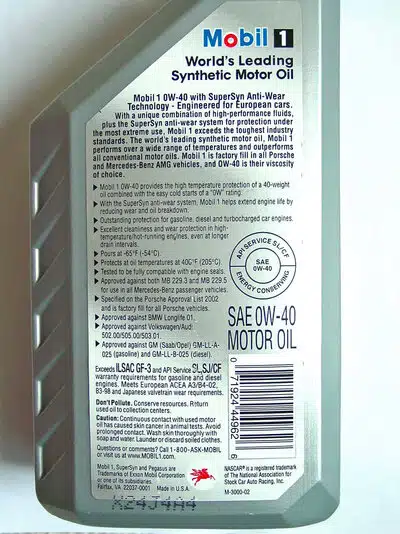 Mobil 1
World's Leading
Synthetic Motor Oil
Mobil 1 0W-40 with SuperSyn Anti-Wear
Technology - Engineered for European cars.
With a unique combination of high-performance fluids,
plus the SuperSyn anti-wear system for protection under
the most extreme use, Mobil 1 exceeds the toughest industry
standards. The world's leading synthetic motor oil, Mobil 1
performs over a wide range of temperatures and outperforms
all conventional motor oils. Mobil 1 is factory fill in all Porsche
and Mercedes-Benz AMG vehicles, and 0W-40 is their viscosity
of choice.
Mobil 1 0W-40 provides the high temperature protection of a 40-weight
oil combined with the easy cold starts of a "0W" rating.
With the SuperSyn anti-wear system, Mobil 1 helps extend engine life by
reducing wear and oil breakdown.
Outstanding protection for gasoline, diesel and turbocharged car engines.
Excellent cleanliness and wear protection in high-
temperature/hot-running engines, even at longer
drain intervals.
Pours at -65°F (-54°C).
Protects at oil temperatures at 400°F (205°C).
Tested to be fully compatible with engine seals.
Approved against both MB 229.3 and MB 229.5
for use in all Mercedes-Benz passenger vehicles.
Specified on the Porsche Approval List 2002
and is factory fill for all Porsche vehicles.
Approved against BMW Longlife 01.
Approved against Volkswagen/Audi
502.00/505.00/503.01.
Approved against GM (Saab/Opel) GM-LL-A-
025 (gasoline) and GM-LL-B-025 (diesel).
API SERVICE SL/CF
SAE
0W-40
ENERGY CONSERVING
SAE 0W-40
MOTOR OIL
Exceeds ILSAC GF-3 and API Service SL,SJ/CF
warranty requirements for gasoline and diesel
engines. Meets European ACEA A3/B4-02,
B3-98 and Japanese valvetrain wear requirements.
Don't Pollute. Conserve resources. Return
used oil to collection centers.
Caution: Continuous contact with used motor
oil has caused skin cancer in animal tests. Avoid
prolonged contact. Wash skin thoroughly with
soap and water. Launder or discard soiled clothes.
Questions or comments? Call 1-800-ASK-MOBIL
or visit us at www.MOBIL1.com.
0 71924 44962 6
Mobil 1, SuperSyn and Pegasus are
Trademarks of Exxon Mobil Corporation
or one of its subsidiaries.
Fairfax, VA 22037-0001 Made in U.S.A.
NASCAR® is a registered trademark
of The National Association for
Stock Car Auto Racing, Inc.
M-3000-02
X24J4A4